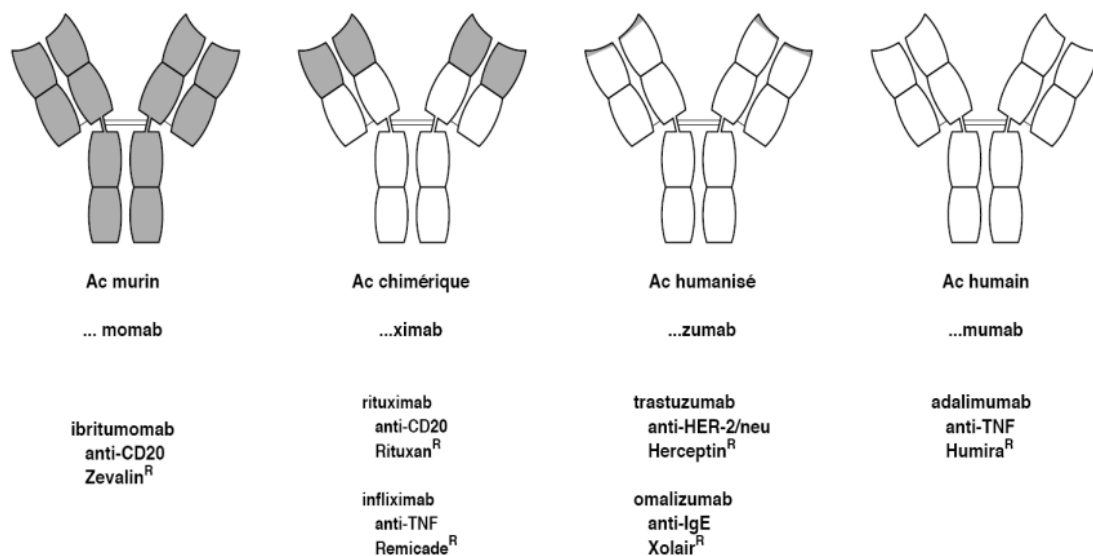 Ac murin
Ac chimérique
Ac humanisé
Ac humain
... momab
...ximab
...zumab
...mumab
ibritumomab
anti-CD20
Zevalin^R
rituximab
anti-CD20
Rituxan^R
infliximab
anti-TNF
Remicade^R
trastuzumab
anti-HER-2/neu
Herceptin^R
omalizumab
anti-IgE
Xolair^R
adalimumab
anti-TNF
Humira^R